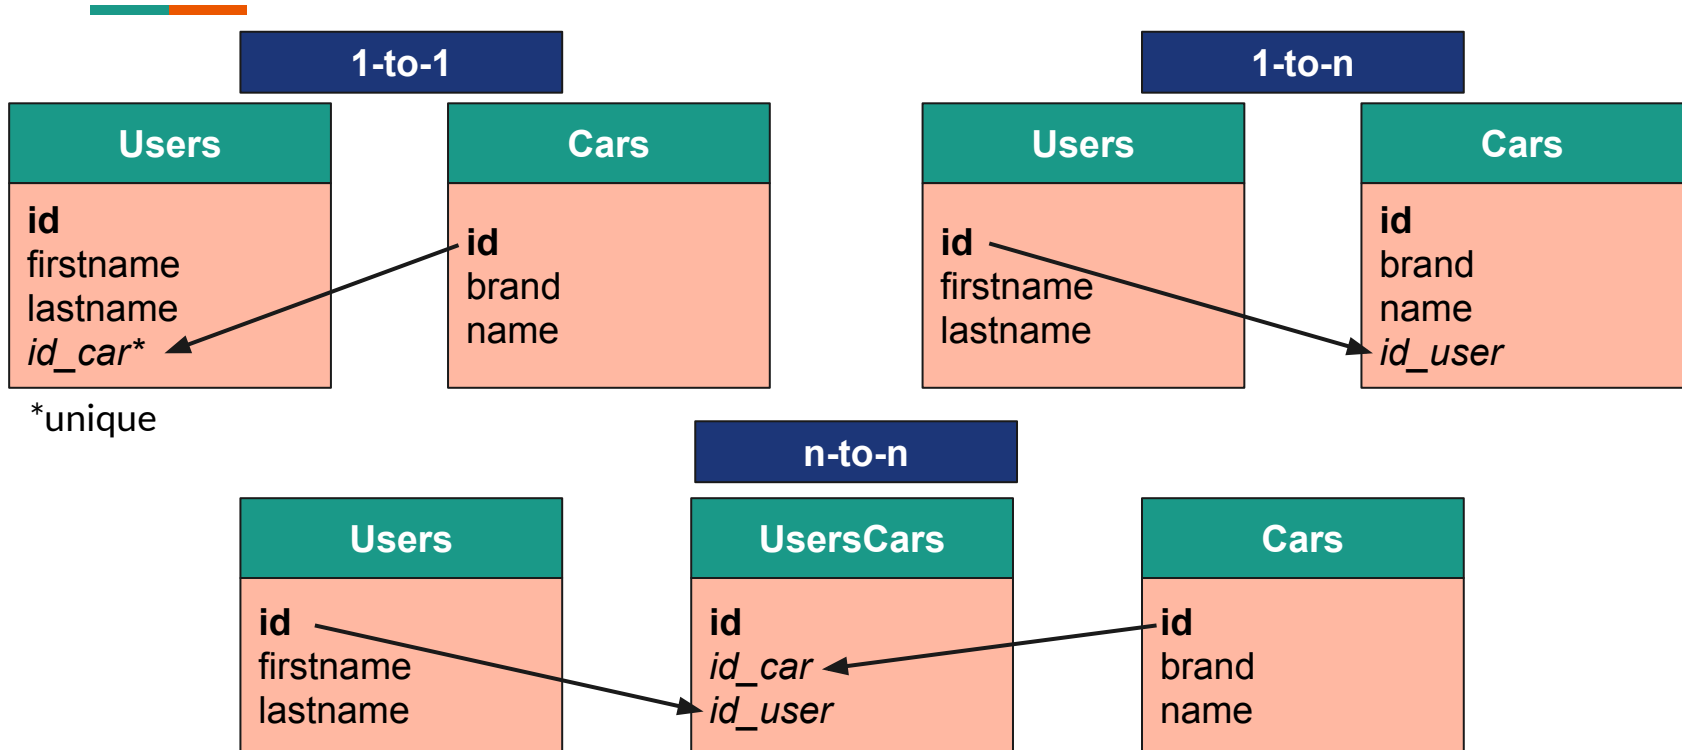 1-to-1
Users
id
firstname
lastname
id_car*
Cars
id
brand
name
*unique
1-to-n
Users
id
firstname
lastname
Cars
id
brand
name
id_user
n-to-n
Users
id
firstname
lastname
UsersCars
id
id_car
id_user
Cars
id
brand
name